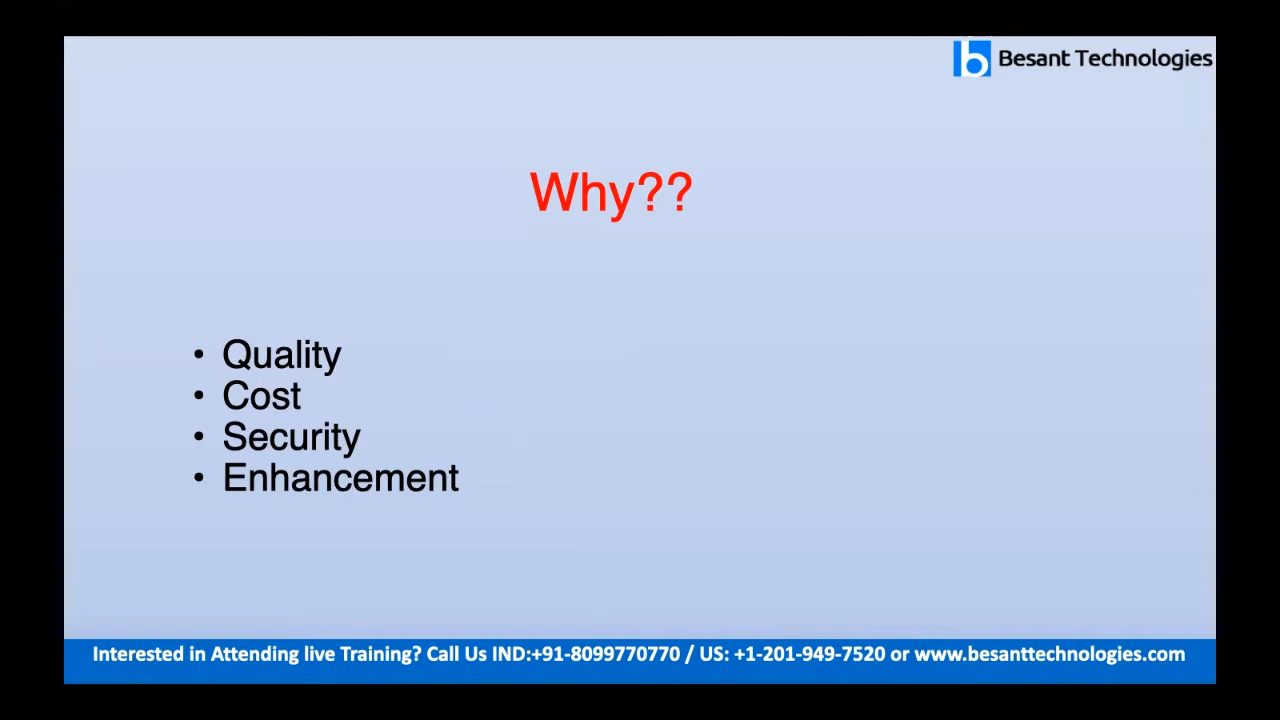 Besant Technologies
Why??
• Quality
• Cost
• Security
• Enhancement
Interested in Attending live Training? Call Us IND:+91-8099770770 / US: +1-201-949-7520 or www.besanttechnologies.com